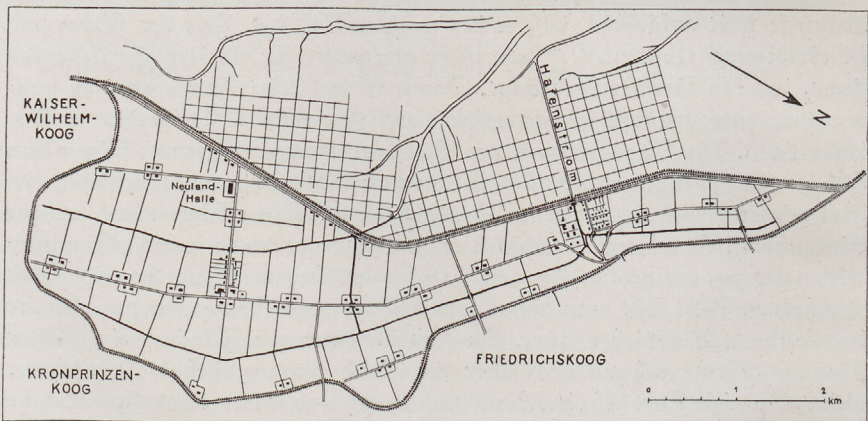 KAISER-
WILHELM-
KOOG
Neuland-
Halle
Hafenstrom
N
KRONPRINZEN-
KOOG
FRIEDRICHSKOOG
0 1 2
km